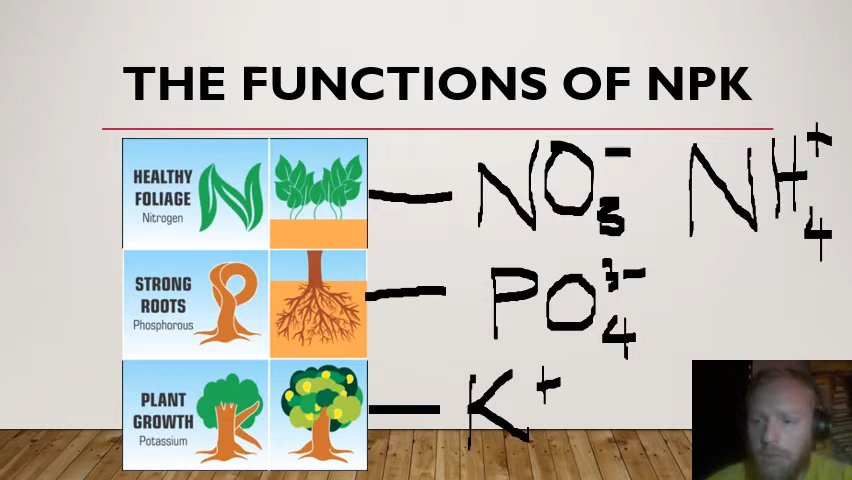 THE FUNCTIONS OF NPK
HEALTHY
FOLIAGE
Nitrogen
N
NO₃⁻ NH₄⁺
STRONG
ROOTS
Phosphorous
P
PO₄³⁻
PLANT
GROWTH
Potassium
K
K⁺